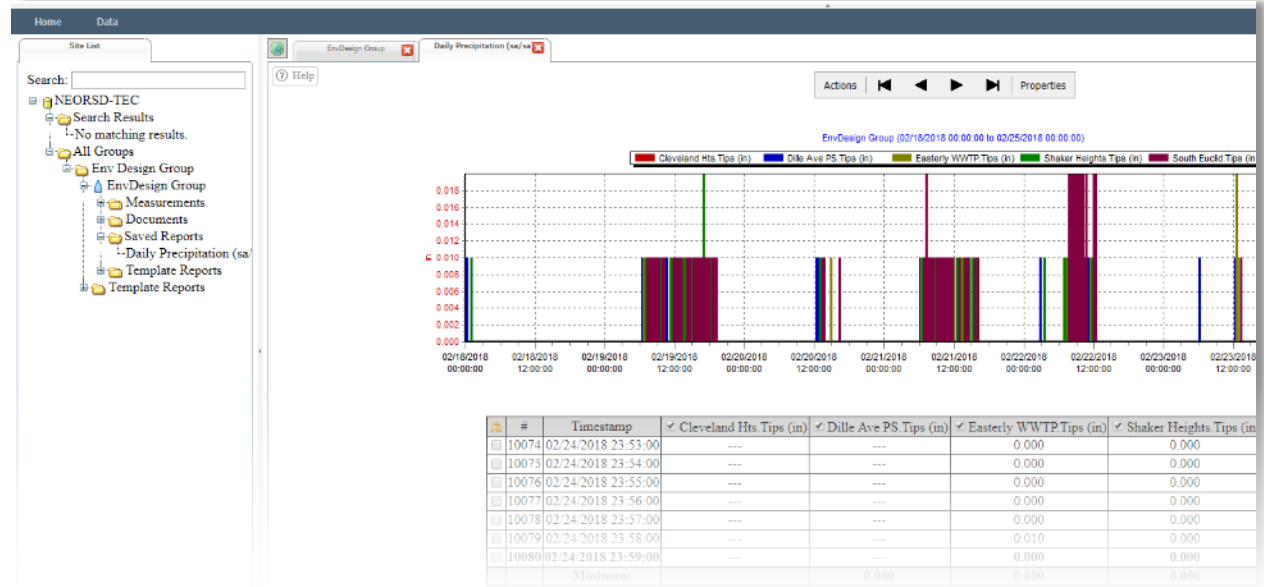 Home Data
Site List
EnvDesign Group
Daily Precipitation (sa/sa
Search:
NEORSD-TEC
Search Results
No matching results.
All Groups
Env Design Group
EnvDesign Group
Measurements
Documents
Saved Reports
Daily Precipitation (sa/
Template Reports
Template Reports
Help
Actions Properties
EnvDesign Group (02/18/2018 00:00:00 to 02/25/2018 00:00:00)
Cleveland Hts.Tips (in) Dille Ave PS.Tips (in) Easterly WWTP.Tips (in) Shaker Heights.Tips (in) South Euclid.Tips (in
0.018
0.016
0.014
0.012
0.010
0.008
0.006
0.004
0.002
0.000
02/18/2018 02/18/2018 02/19/2018 02/19/2018 02/20/2018 02/20/2018 02/21/2018 02/21/2018 02/22/2018 02/22/2018 02/23/2018 02/23/2018
00:00:00 12:00:00 00:00:00 12:00:00 00:00:00 12:00:00 00:00:00 12:00:00 00:00:00 12:00:00 00:00:00 12:00:00
# Timestamp Cleveland Hts.Tips (in) Dille Ave PS.Tips (in) Easterly WWTP.Tips (in) Shaker Heights.Tips (in
10074 02/24/2018 23:53:00 --- --- 0.000 0.000
10075 02/24/2018 23:54:00 --- --- 0.000 0.000
10076 02/24/2018 23:55:00 --- --- 0.000 0.000
10077 02/24/2018 23:56:00 --- --- 0.000 0.000
10078 02/24/2018 23:57:00 --- --- 0.000 0.000
10079 02/24/2018 23:58:00 --- --- 0.010 0.000
10080 02/24/2018 23:59:00 --- --- 0.000 0.000
Minimum 0.000 0.000 0.000